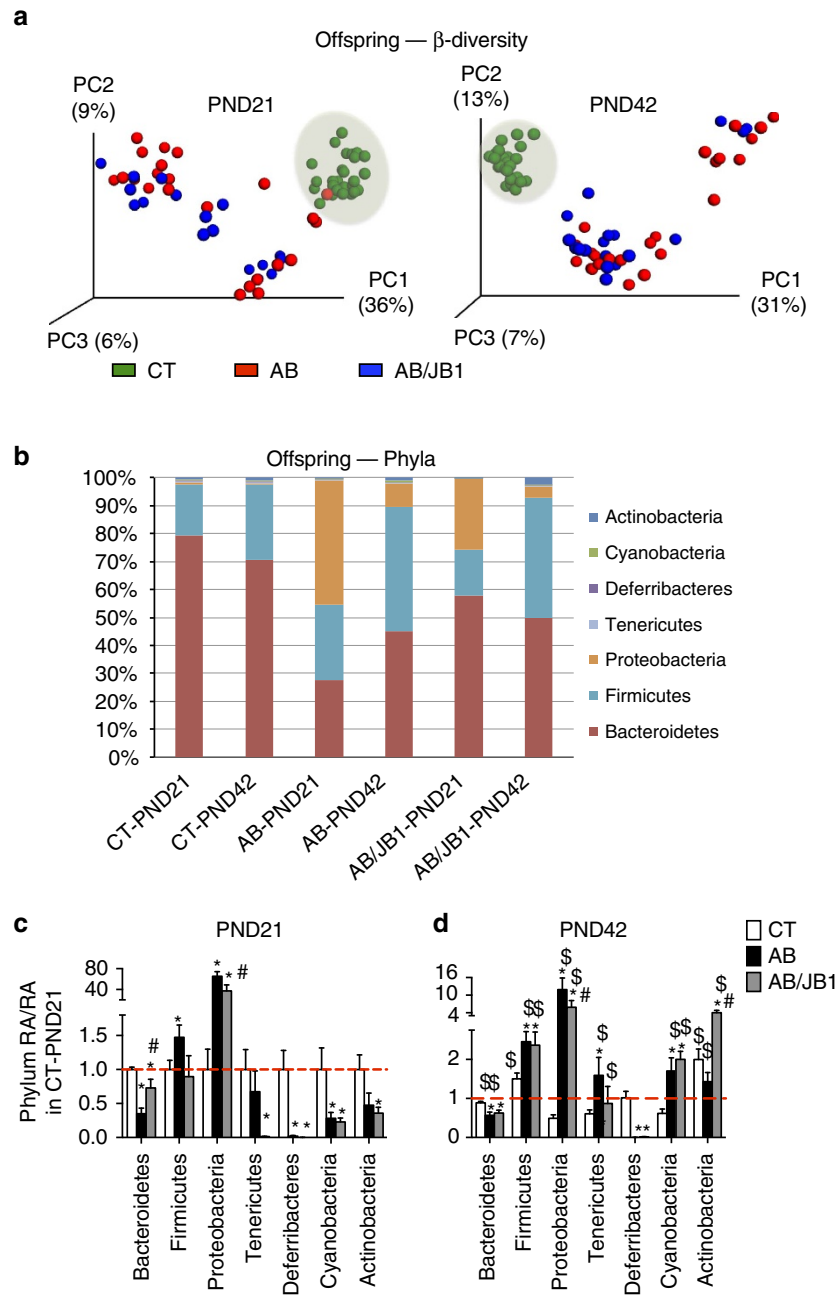 a
Offspring — β-diversity
PC2
(9%)
PND21
PC1
(36%)
PC3 (6%)
PC2
(13%)
PND42
PC1
(31%)
PC3 (7%)
CT
AB
AB/JB1
b
Offspring — Phyla
100%
90%
80%
70%
60%
50%
40%
30%
20%
10%
0%
CT-PND21
CT-PND42
AB-PND21
AB-PND42
AB/JB1-PND21
AB/JB1-PND42
Actinobacteria
Cyanobacteria
Deferribacteres
Tenericutes
Proteobacteria
Firmicutes
Bacteroidetes
c
PND21
Phylum RA/RA
in CT-PND21
80
40
1.5
1.0
0.5
0.0
* * #
*
* * #
*
* *
* *
*
Bacteroidetes
Firmicutes
Proteobacteria
Tenericutes
Deferribacteres
Cyanobacteria
Actinobacteria
d
PND42
CT
AB
AB/JB1
16
10
4
2
1
0
$$
* *
$ $$
**
$ $
* * #
$ $
*
**
$$
* *
$ $ $
* #
Bacteroidetes
Firmicutes
Proteobacteria
Tenericutes
Deferribacteres
Cyanobacteria
Actinobacteria